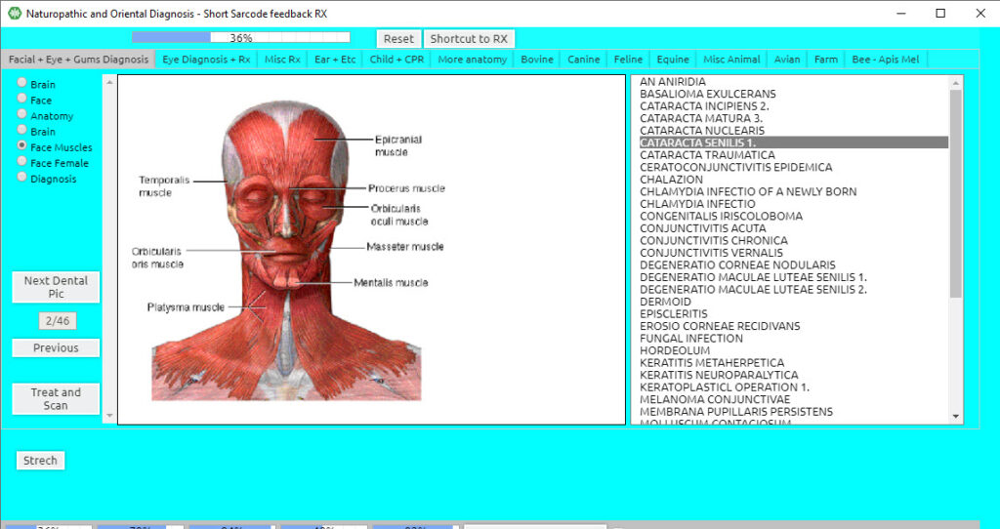 Naturopathic and Oriental Diagnosis - Short Sarcode feedback RX
36%
Reset
Shortcut to RX
Facial + Eye + Gums Diagnosis
Eye Diagnosis + Rx
Misc Rx
Ear + Etc
Child + CPR
More anatomy
Bovine
Canine
Feline
Equine
Misc Animal
Avian
Farm
Bee - Apis Mel
Brain
Face
Anatomy
Brain
Face Muscles
Face Female
Diagnosis
Next Dental
Pic
2/46
Previous
Treat and
Scan
Epicranial
muscle
Temporalis
muscle
Procerus muscle
Orbicularis
oculi muscle
Orbicularis
oris muscle
Masseter muscle
Mentalis muscle
Platysma muscle
AN ANIRIDIA
BASALIOMA EXULCERANS
CATARACTA INCIPIENS 2.
CATARACTA MATURA 3.
CATARACTA NUCLEARIS
CATARACTA SENILIS 1.
CATARACTA TRAUMATICA
CERATOCONJUNCTIVITIS EPIDEMICA
CHALAZION
CHLAMYDIA INFECTIO OF A NEWLY BORN
CHLAMYDIA INFECTIO
CONGENITALIS IRISCOLOBOMA
CONJUNCTIVITIS ACUTA
CONJUNCTIVITIS CHRONICA
CONJUNCTIVITIS VERNALIS
DEGENERATIO CORNEAE NODULARIS
DEGENERATIO MACULAE LUTEAE SENILIS 1.
DEGENERATIO MACULAE LUTEAE SENILIS 2.
DERMOID
EPISCLERITIS
EROSIO CORNEAE RECIDIVANS
FUNGAL INFECTION
HORDEOLUM
KERATITIS METAHERPETICA
KERATITIS NEUROPARALYTICA
KERATOPLASTICL OPERATION 1.
MELANOMA CONJUNCTIVAE
MEMBRANA PUPILLARIS PERSISTENS
MOLLUSCUM CONTAGIOSUM
Strech